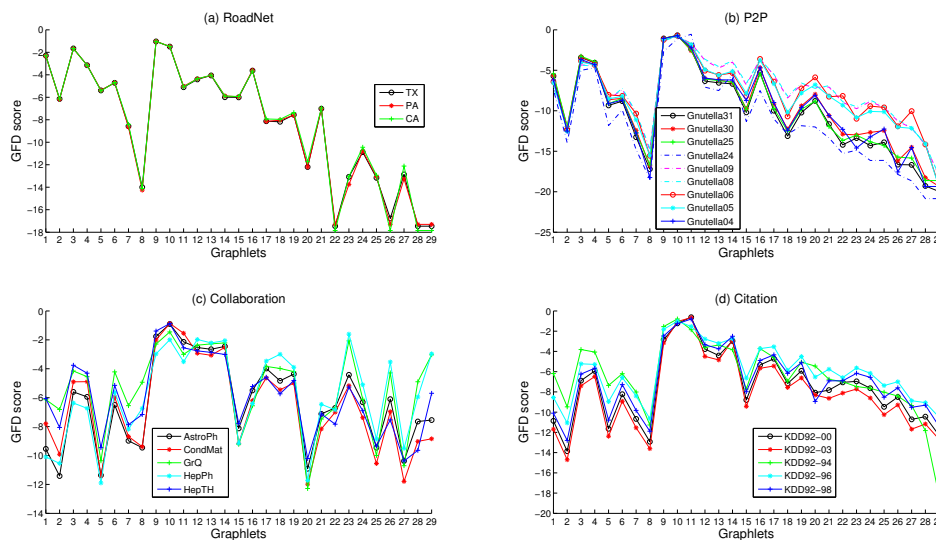 (a) RoadNet
GFD score
0
−2
−4
−6
−8
−10
−12
−14
−16
−18
1 2 3 4 5 6 7 8 9 10 11 12 13 14 15 16 17 18 19 20 21 22 23 24 25 26 27 28 29
Graphlets
TX
PA
CA
(b) P2P
GFD score
0
−5
−10
−15
−20
−25
1 2 3 4 5 6 7 8 9 10 11 12 13 14 15 16 17 18 19 20 21 22 23 24 25 26 27 28
Graphlets
Gnutella31
Gnutella30
Gnutella25
Gnutella24
Gnutella09
Gnutella08
Gnutella06
Gnutella05
Gnutella04
(c) Collaboration
GFD score
0
−2
−4
−6
−8
−10
−12
−14
1 2 3 4 5 6 7 8 9 10 11 12 13 14 15 16 17 18 19 20 21 22 23 24 25 26 27 28 29
Graphlets
AstroPh
CondMat
GrQ
HepPh
HepTH
(d) Citation
GFD score
0
−2
−4
−6
−8
−10
−12
−14
−16
−18
−20
1 2 3 4 5 6 7 8 9 10 11 12 13 14 15 16 17 18 19 20 21 22 23 24 25 26 27 28
Graphlets
KDD92−00
KDD92−03
KDD92−94
KDD92−96
KDD92−98